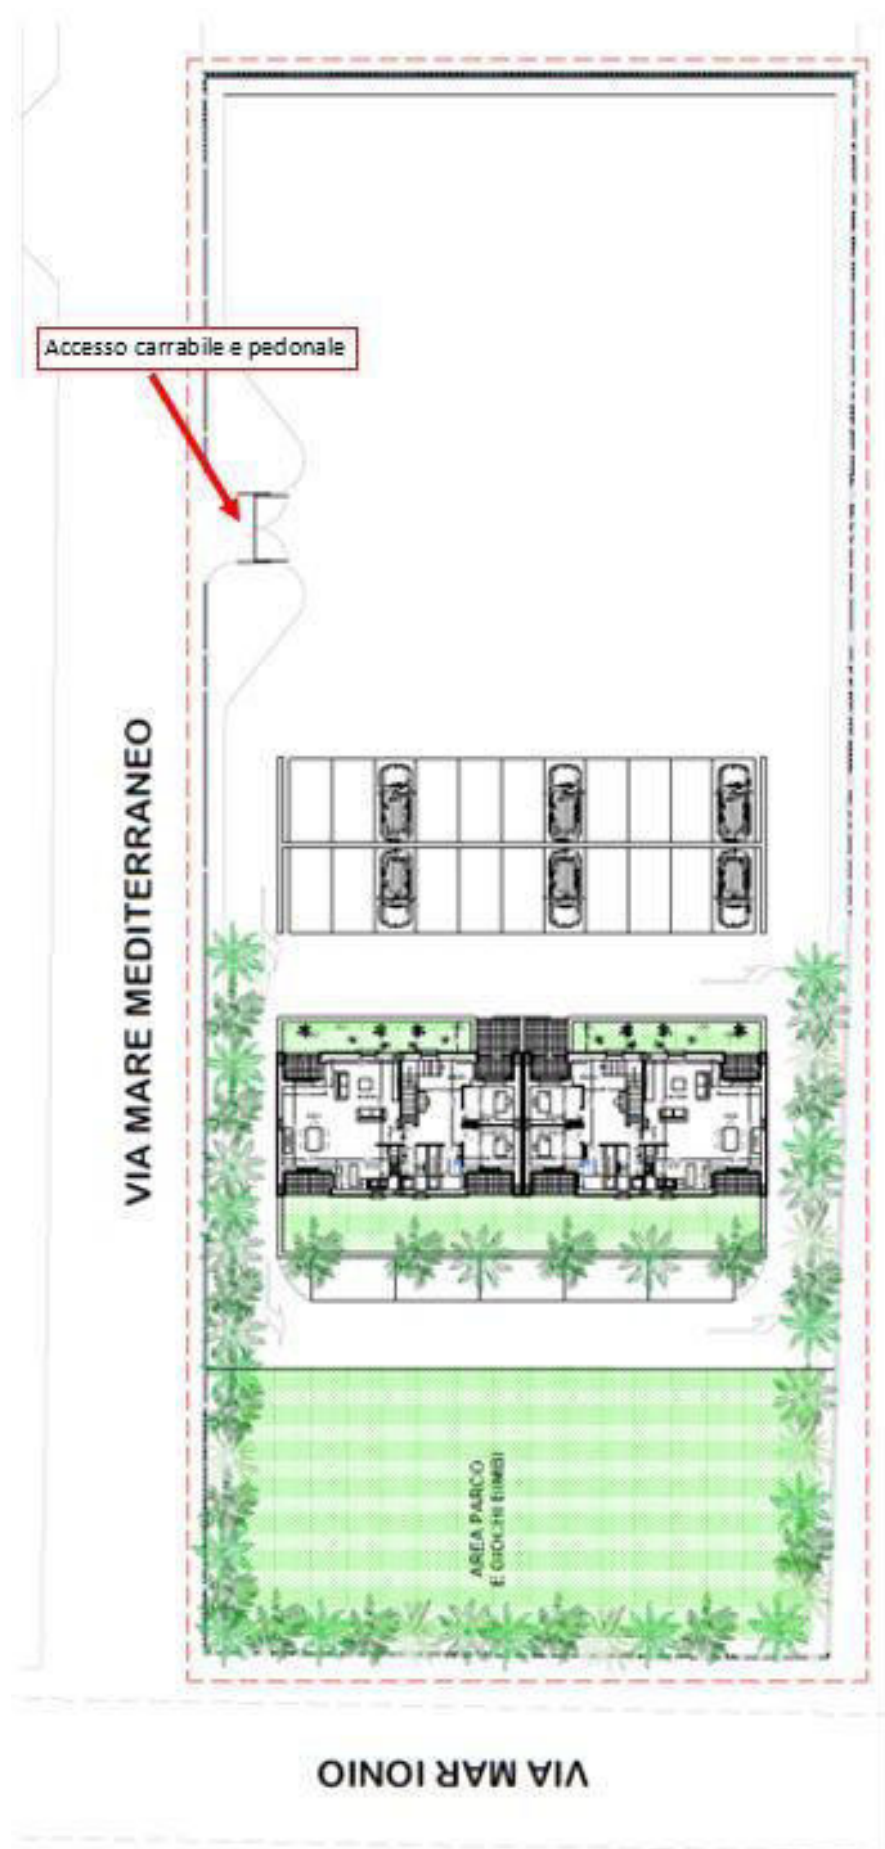 Accesso carrabile e pedonale
VIA MARE MEDITERRANEO
AREA PARCO
E GIOCHI BIMBI
VIA MAR IONIO